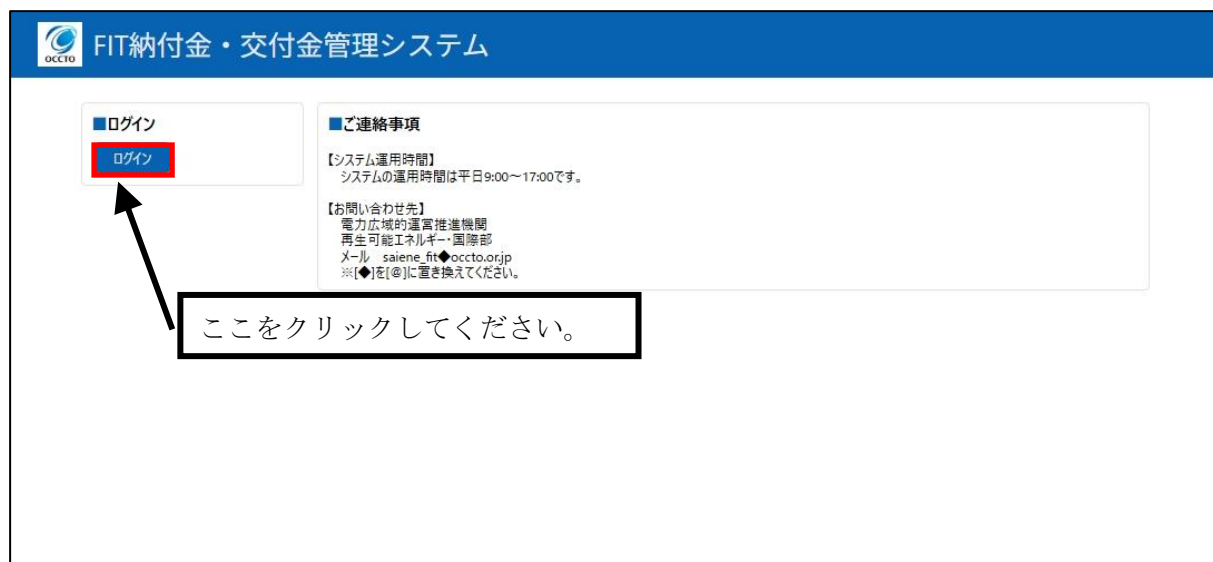 OCCTO
FIT納付金・交付金管理システム
■ログイン
ログイン
■ご連絡事項
【システム運用時間】
システムの運用時間は平日9:00～17:00です。
【お問い合わせ先】
電力広域的運営推進機関
再生可能エネルギー・国際部
メール saiene_fit◆occto.or.jp
※[◆]を[@]に置き換えてください。
ここをクリックしてください。